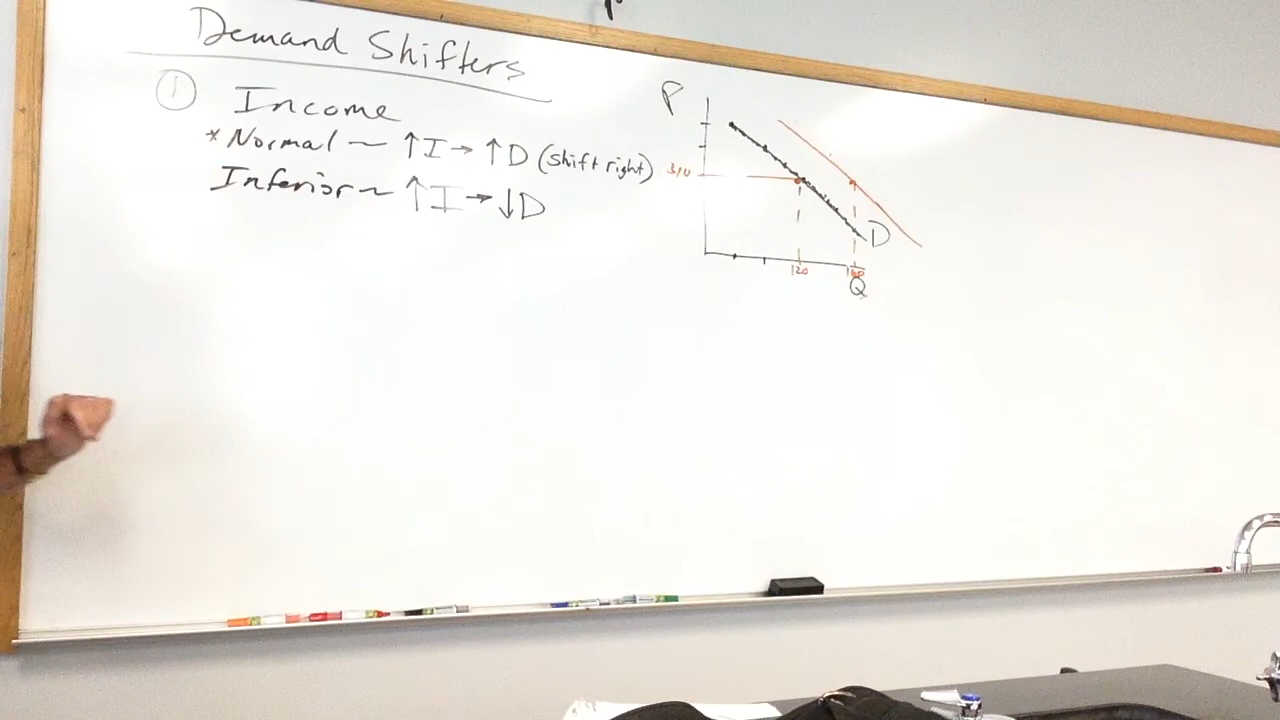 Demand Shifters
① Income
* Normal ~ ↑I → ↑D (shift right)
Inferior ~ ↑I → ↓D
P
$10
D
120
Q